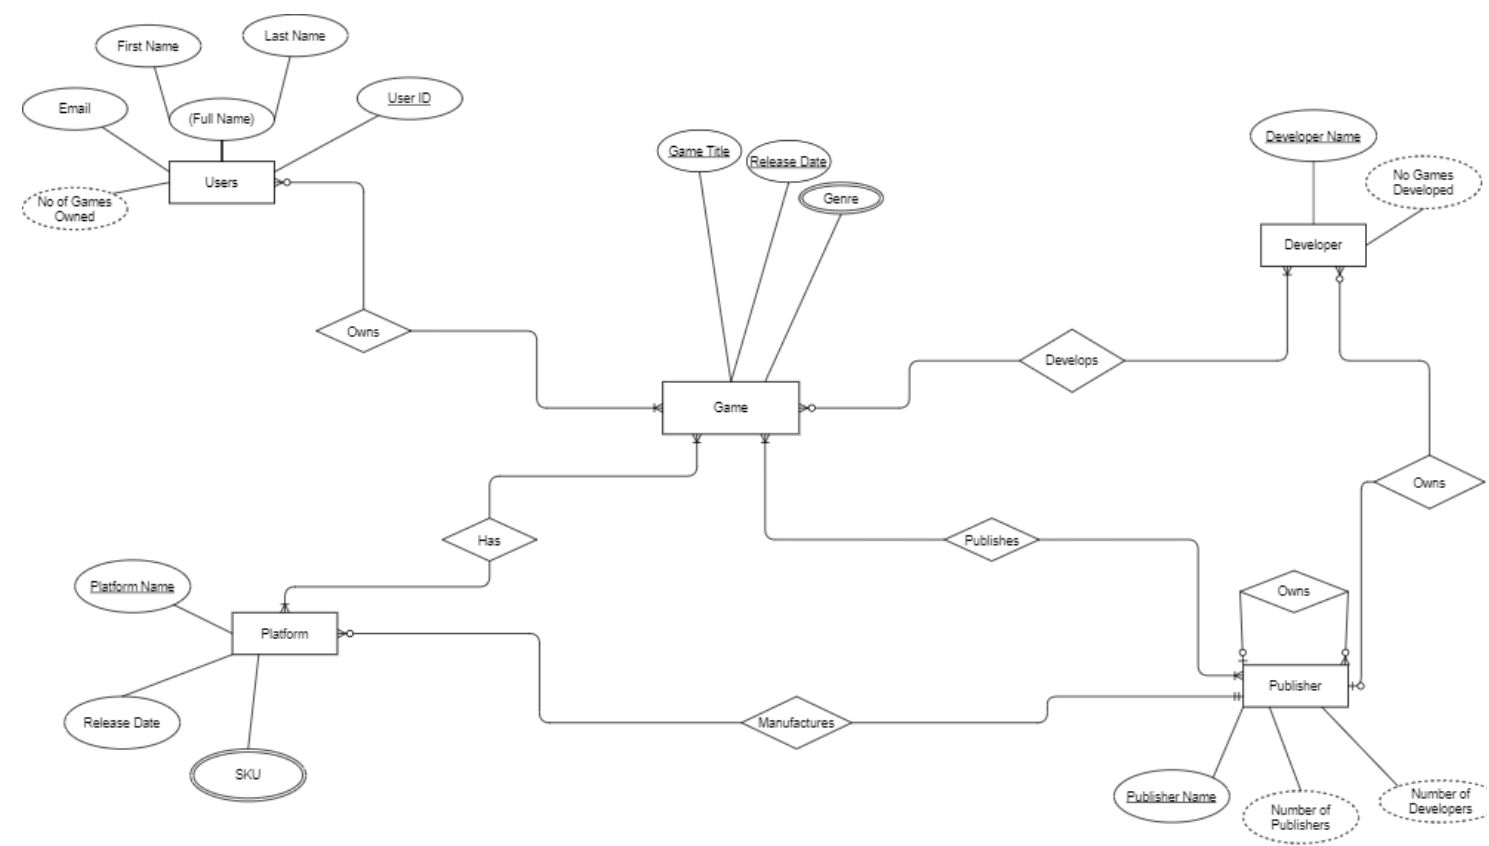 First Name
Last Name
Email
(Full Name)
User ID
Users
No of Games
Owned
Game Title
Release Date
Genre
Developer Name
No Games
Developed
Developer
Owns
Develops
Game
Owns
Has
Publishes
Platform Name
Platform
Owns
Publisher
Release Date
Manufactures
SKU
Publisher Name
Number of
Publishers
Number of
Developers